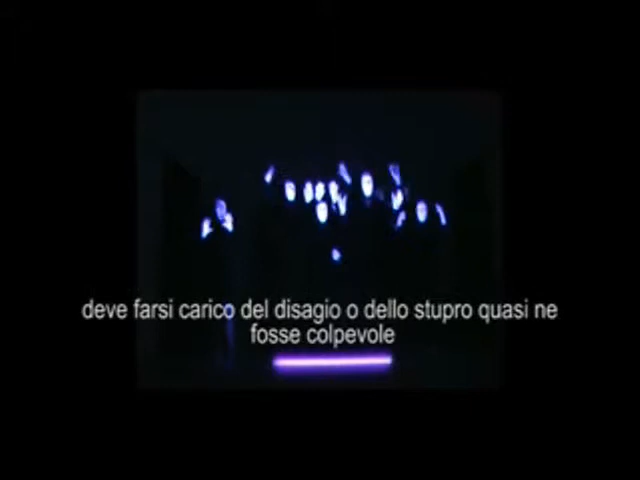 deve farsi carico del disagio o dello stupro quasi ne
fosse colpevole